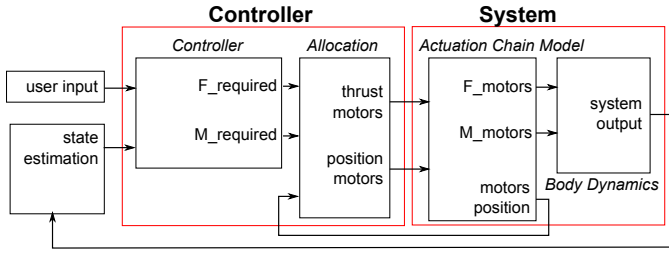 Controller
System
Controller
Allocation
Actuation Chain Model
user input
F_required
thrust
motors
F_motors
system
output
state
estimation
M_required
M_motors
position
motors
Body Dynamics
motors
position